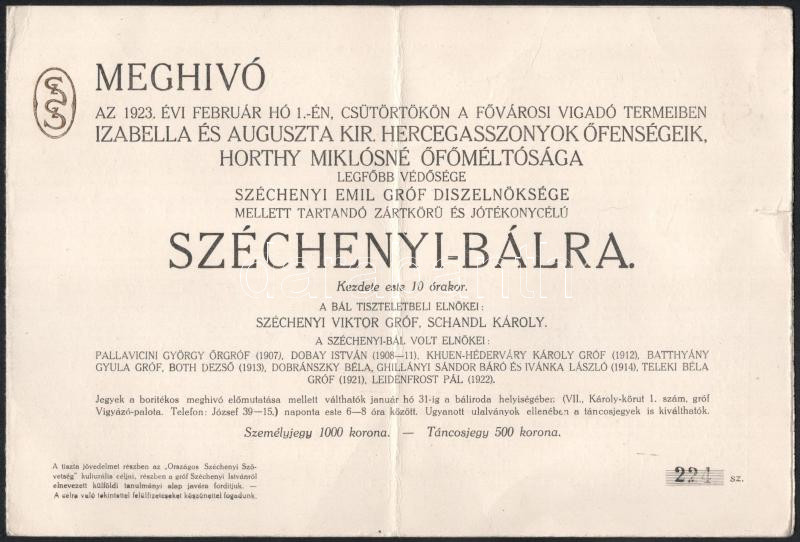 MEGHIVÓ
AZ 1923. ÉVI FEBRUÁR HÓ 1.-ÉN, CSÜTÖRTÖKÖN A FŐVÁROSI VIGADÓ TERMEIBEN
IZABELLA ÉS AUGUSZTA KIR. HERCEGASSZONYOK ŐFENSÉGEIK,
HORTHY MIKLÓSNÉ ŐFŐMÉLTÓSÁGA
LEGFŐBB VÉDŐSÉGE
SZÉCHENYI EMIL GRÓF DISZELNÖKSÉGE
MELLETT TARTANDÓ ZÁRTKÖRÜ ÉS JÓTÉKONYCÉLÚ
SZÉCHENYI-BÁLRA.
Kezdete este 10 órakor.
A BÁL TISZTELETBELI ELNÖKEI:
SZÉCHENYI VIKTOR GRÓF, SCHANDL KÁROLY.
A SZÉCHENYI-BÁL VOLT ELNÖKEI:
PALLAVICINI GYÖRGY ŐRGRÓF (1907), DOBAY ISTVÁN (1908—11), KHUEN-HÉDERVÁRY KÁROLY GRÓF (1912), BATTHYÁNY
GYULA GRÓF, BOTH DEZSŐ (1913), DOBRÁNSZKY BÉLA, GHILLÁNYI SÁNDOR BÁRÓ ÉS IVÁNKA LÁSZLÓ (1914), TELEKI BÉLA
GRÓF (1921), LEIDENFROST PÁL (1922).
Jegyek a boritékos meghivó előmutatása mellett válthatók január hó 31-ig a báliroda helyiségében (VII., Károly-körut 1. szám, gróf
Vigyázó-palota. Telefon: József 39—15.) naponta este 6—8 óra között. Ugyanott utalványok ellenében a táncosjegyek is kiválthatók.
Személyjegy 1000 korona. — Táncosjegy 500 korona.
A tiszta jövedelmet részben az „Országos Széchenyi Szö-
vetség" kulturális céljai, részben a gróf Széchenyi Istvánról
elnevezett külföldi tanulmányi alap javára forditjuk. —
A célra való tekintettel felülfizetéseket köszönettel fogadunk.
224 sz.